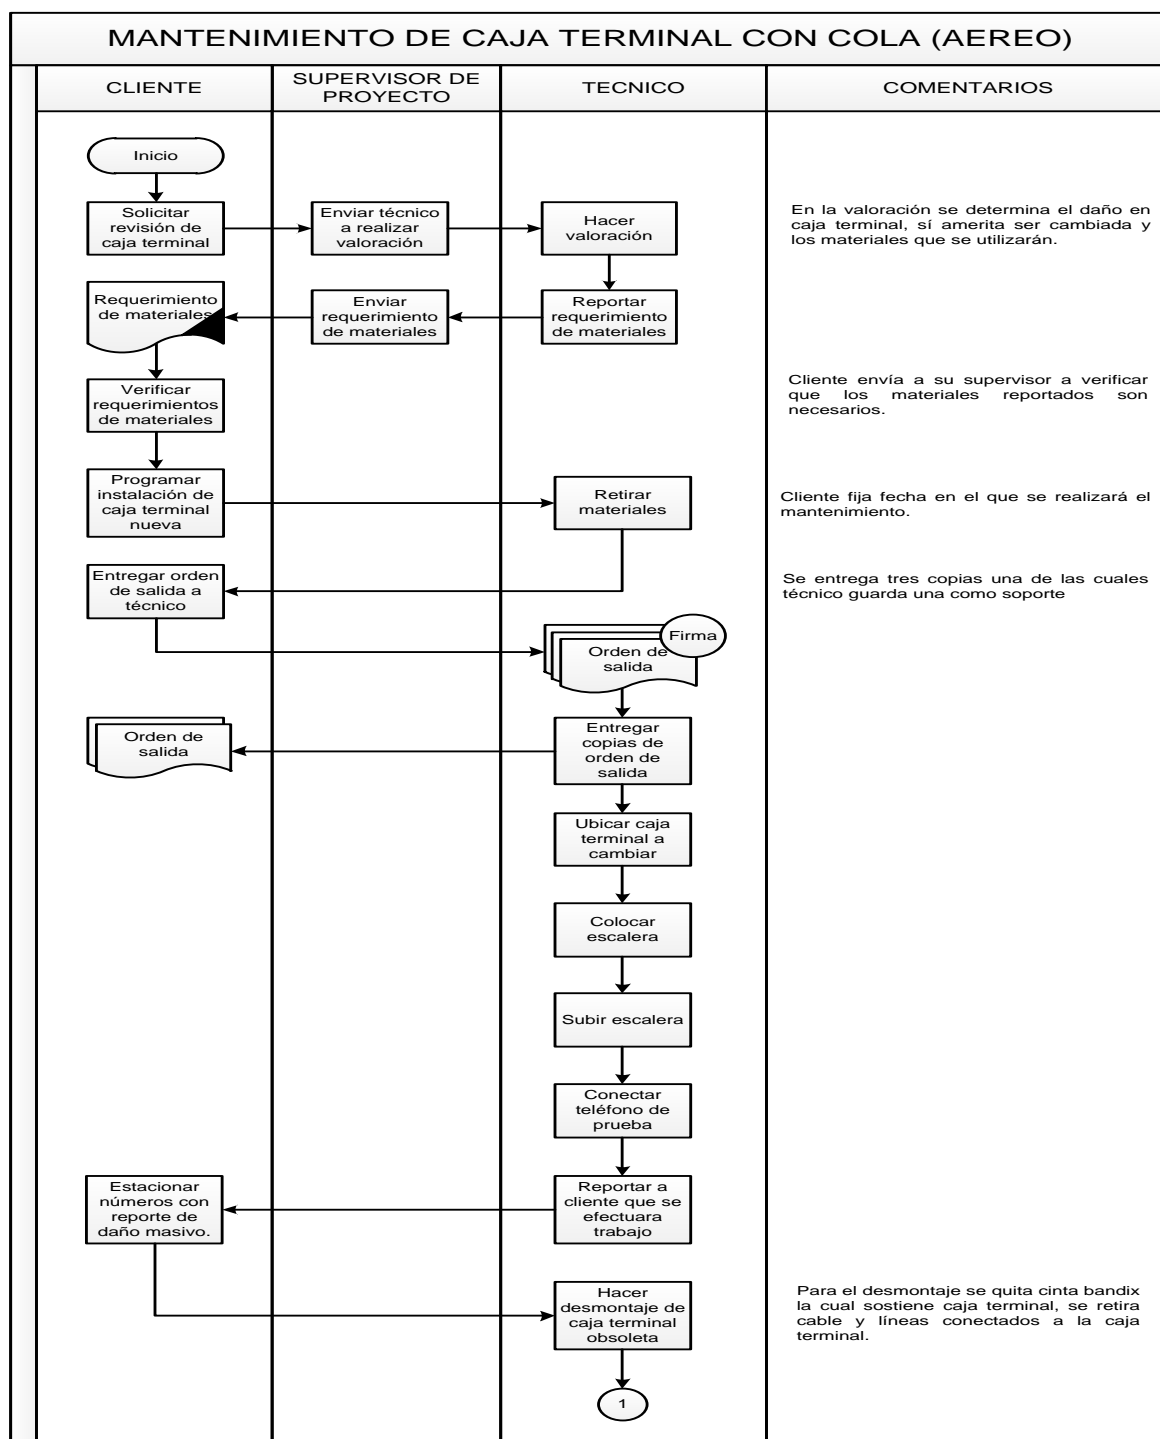 MANTENIMIENTO DE CAJA TERMINAL CON COLA (AEREO)
CLIENTE
SUPERVISOR DE
PROYECTO
TECNICO
COMENTARIOS
Inicio
Solicitar
revisión de
caja terminal
Enviar técnico
a realizar
valoración
Hacer
valoración
En la valoración se determina el daño en
caja terminal, sí amerita ser cambiada y
los materiales que se utilizarán.
Requerimiento
de materiales
Enviar
requerimiento
de materiales
Reportar
requerimiento
de materiales
Verificar
requerimientos
de materiales
Cliente envía a su supervisor a verificar
que los materiales reportados son
necesarios.
Programar
instalación de
caja terminal
nueva
Retirar
materiales
Cliente fija fecha en el que se realizará el
mantenimiento.
Entregar orden
de salida a
técnico
Se entrega tres copias una de las cuales
técnico guarda una como soporte
Firma
Orden de
salida
Orden de
salida
Entregar
copias de
orden de
salida
Ubicar caja
terminal a
cambiar
Colocar
escalera
Subir escalera
Conectar
teléfono de
prueba
Estacionar
números con
reporte de
daño masivo.
Reportar a
cliente que se
efectuara
trabajo
Hacer
desmontaje de
caja terminal
obsoleta
Para el desmontaje se quita cinta bandix
la cual sostiene caja terminal, se retira
cable y líneas conectados a la caja
terminal.
1